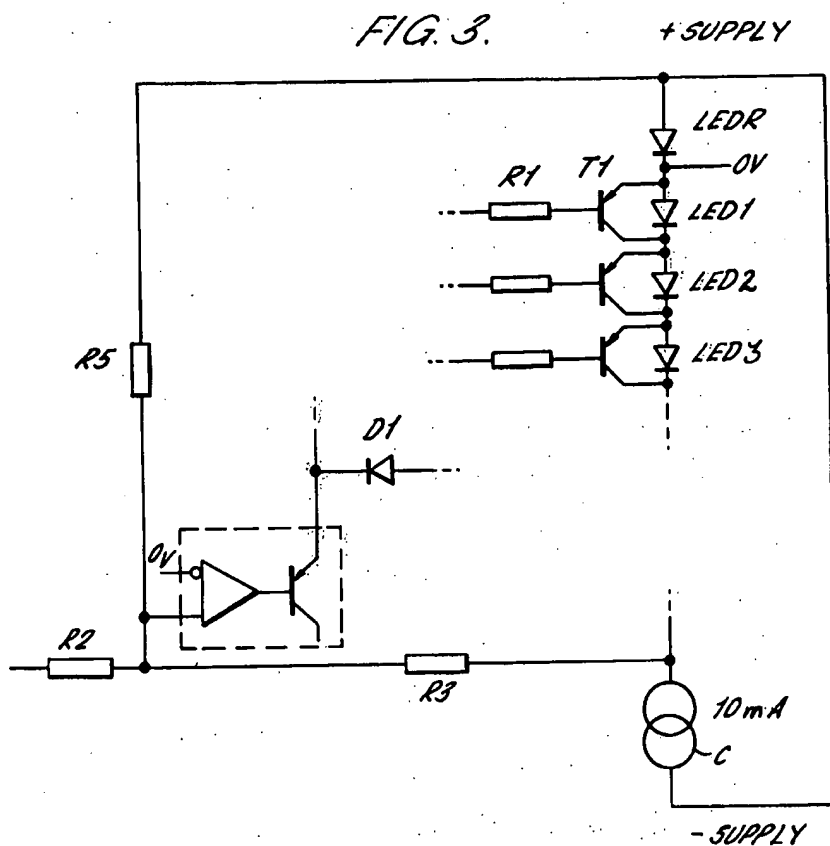 FIG. 3.
+ SUPPLY
LEDR
0V
T1
R1
LED1
LED2
LED3
R5
D1
0V
R2
R3
10mA
C
- SUPPLY